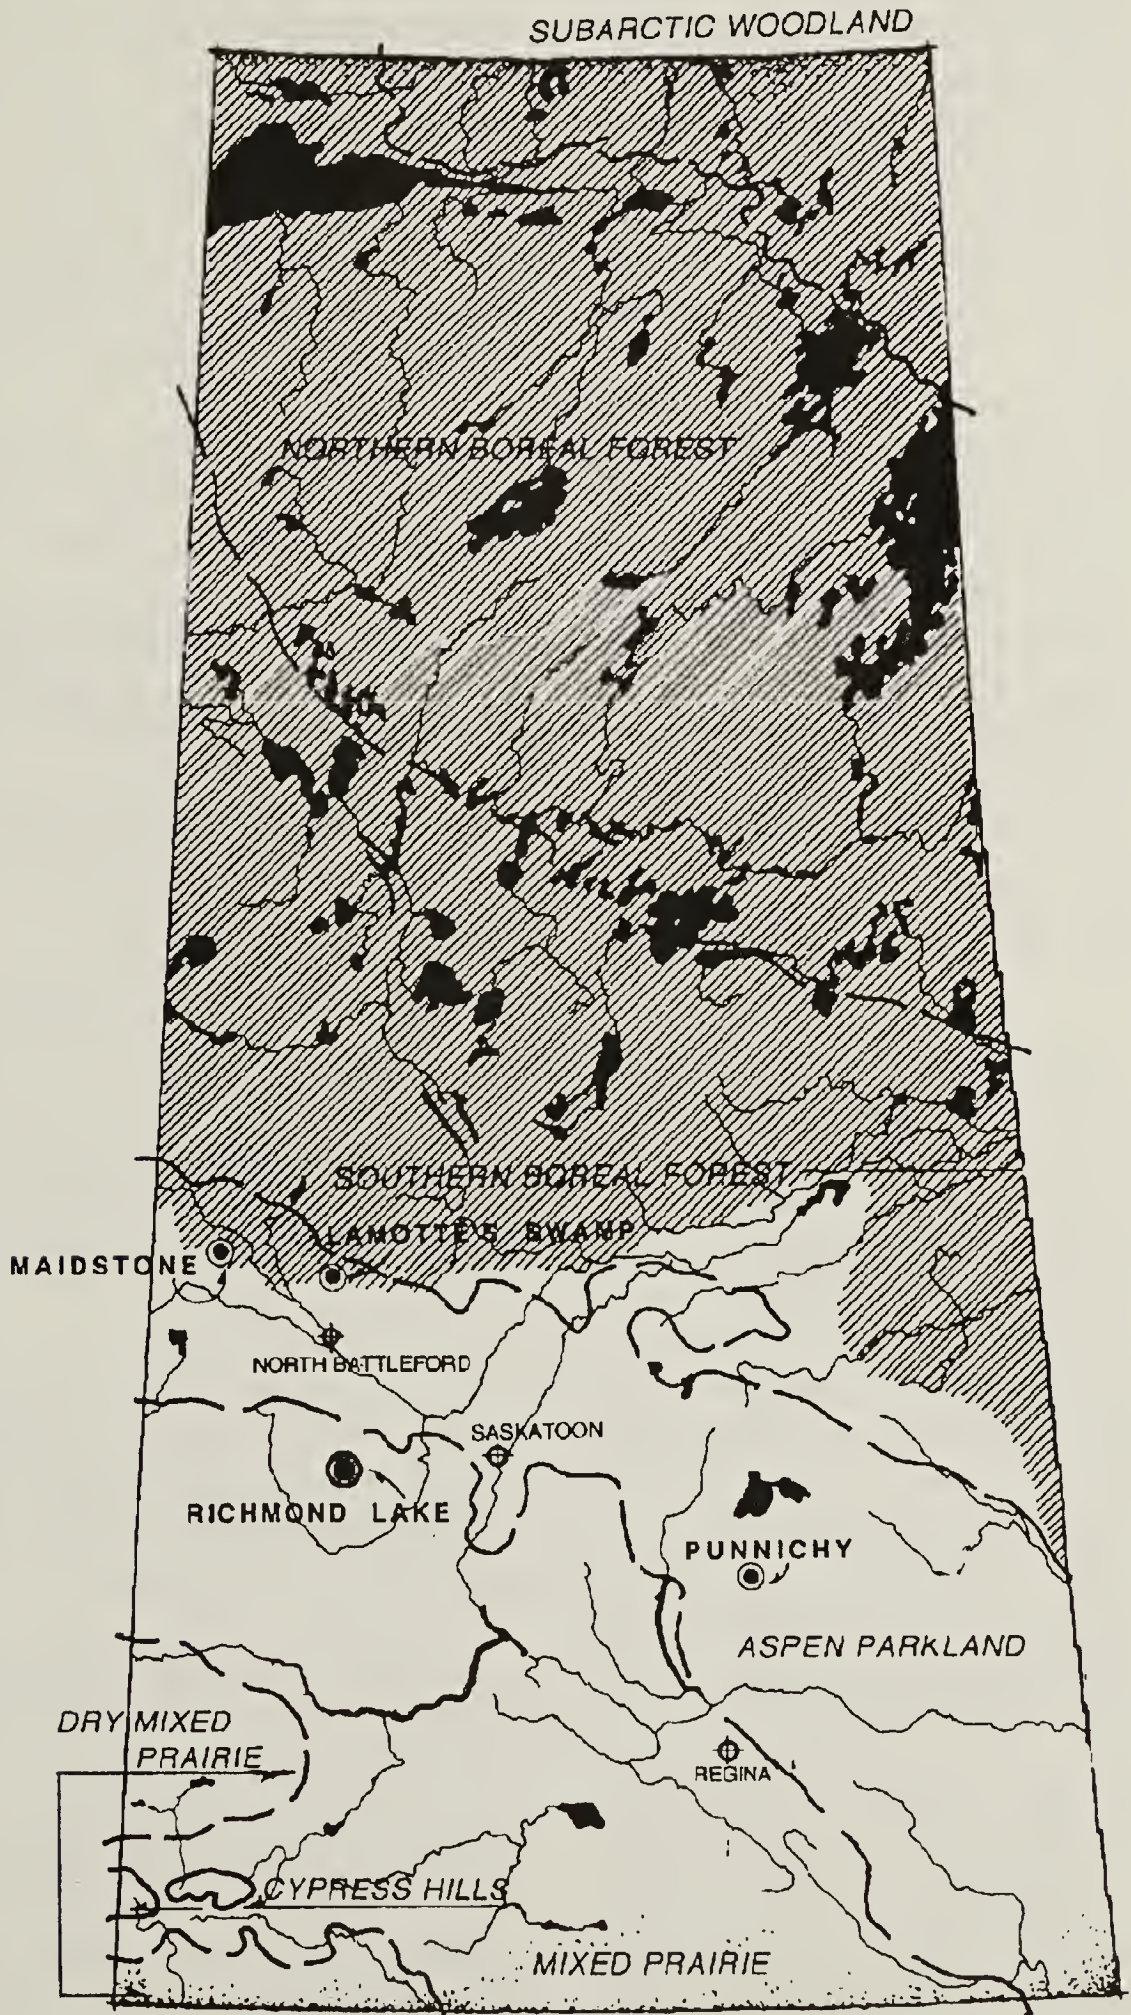 SUBARCTIC WOODLAND
NORTHERN BOREAL FOREST
SOUTHERN BOREAL FOREST
LAMOTTE'S SWAMP
MAIDSTONE
NORTH BATTLEFORD
SASKATOON
RICHMOND LAKE
PUNNICHY
ASPEN PARKLAND
DRY MIXED
PRAIRIE
REGINA
CYPRESS HILLS
MIXED PRAIRIE